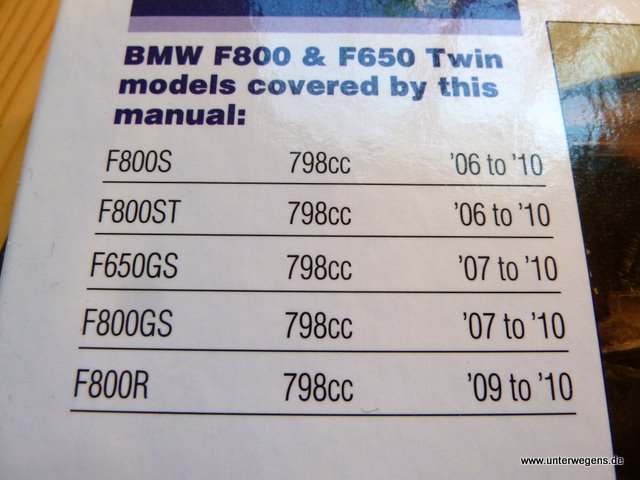 BMW F800 & F650 Twin
models covered by this
manual:
F800S 798cc '06 to '10
F800ST 798cc '06 to '10
F650GS 798cc '07 to '10
F800GS 798cc '07 to '10
F800R 798cc '09 to '10
www.unterwegens.de